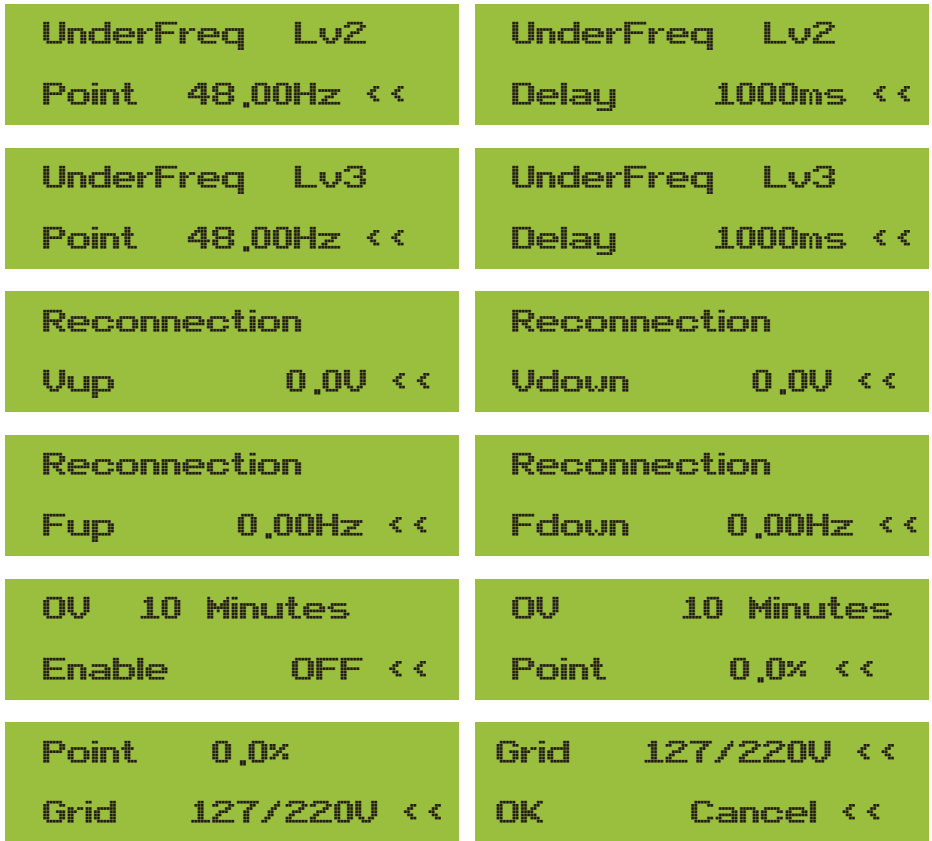 UnderFreq Lv2
Point 48.00Hz <<
UnderFreq Lv2
Delay 1000ms <<
UnderFreq Lv3
Point 48.00Hz <<
UnderFreq Lv3
Delay 1000ms <<
Reconnection
Vup 0.0V <<
Reconnection
Vdown 0.0V <<
Reconnection
Fup 0.00Hz <<
Reconnection
Fdown 0.00Hz <<
OV 10 Minutes
Enable OFF <<
OV 10 Minutes
Point 0.0% <<
Point 0.0%
Grid 127/220V <<
Grid 127/220V <<
OK Cancel <<